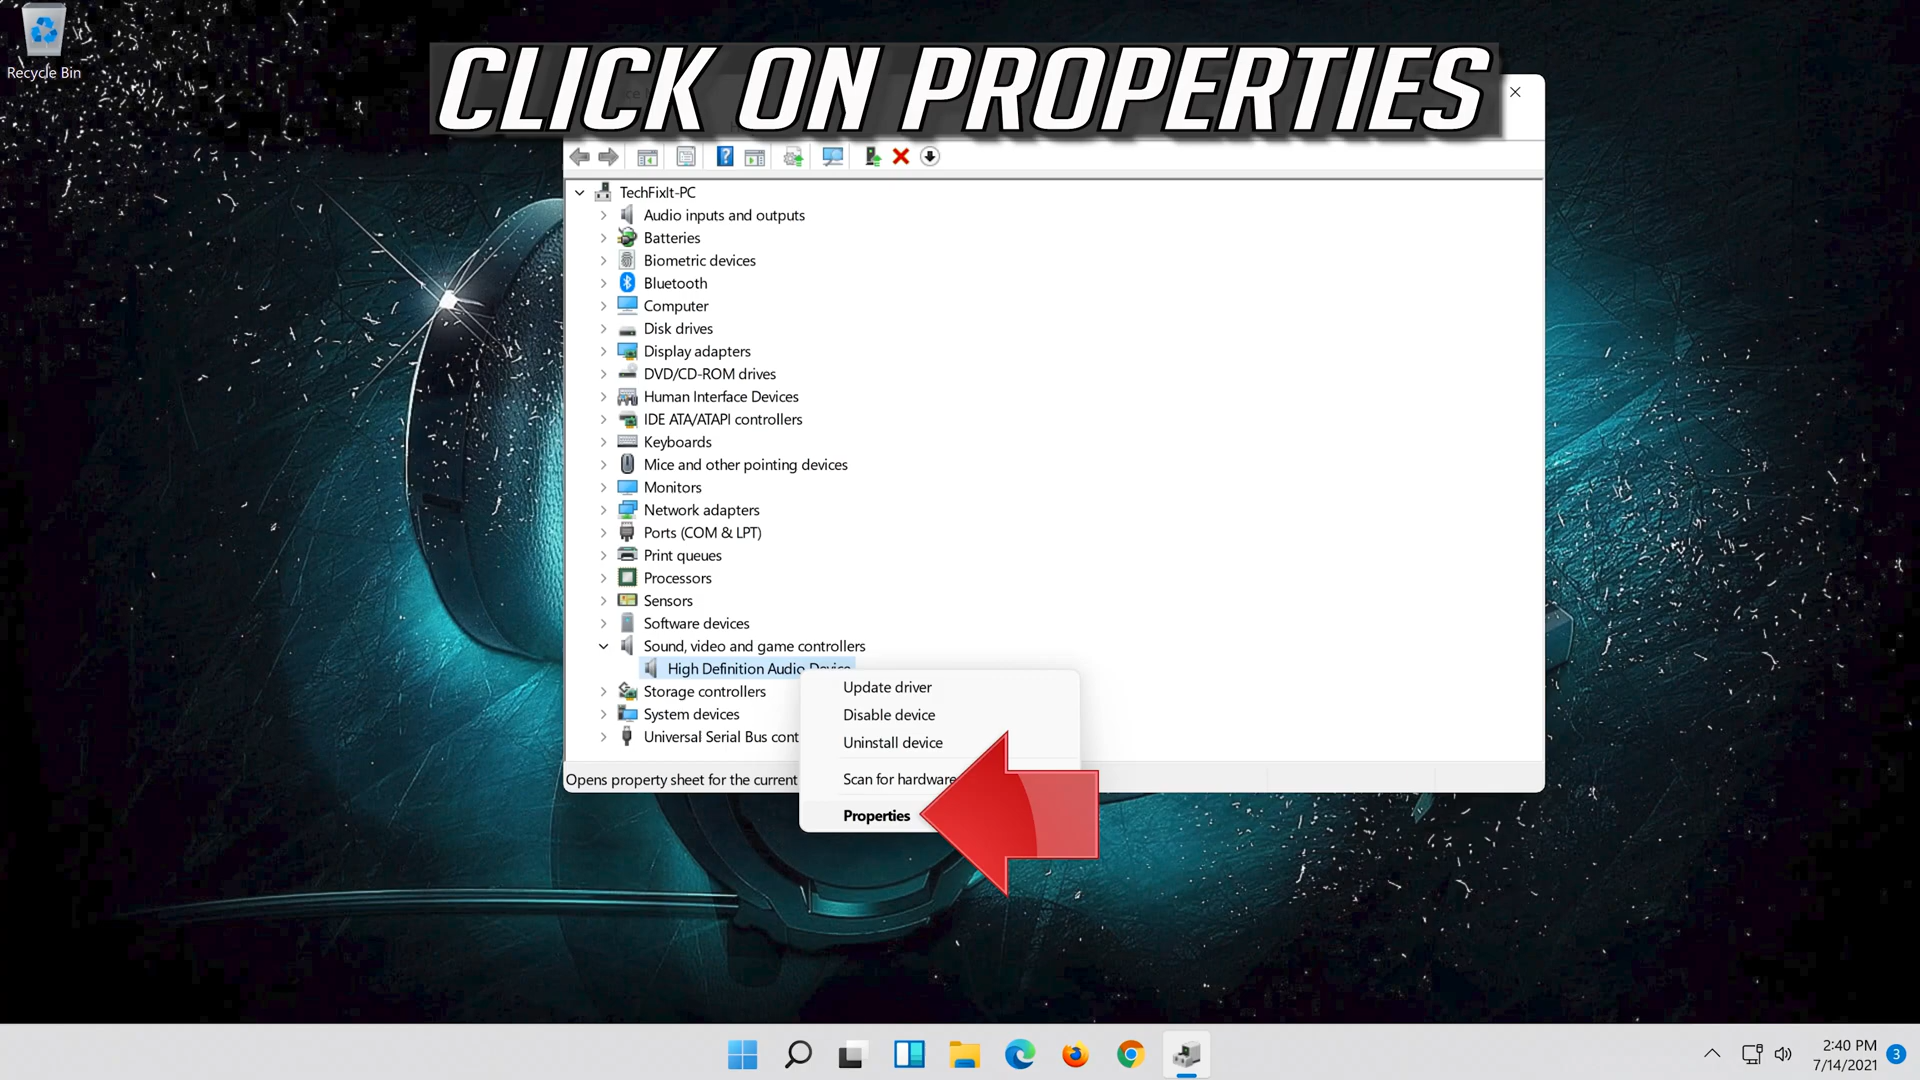 Recycle Bin
CLICK ON PROPERTIES
TechFixIt-PC
Audio inputs and outputs
Batteries
Biometric devices
Bluetooth
Computer
Disk drives
Display adapters
DVD/CD-ROM drives
Human Interface Devices
IDE ATA/ATAPI controllers
Keyboards
Mice and other pointing devices
Monitors
Network adapters
Ports (COM & LPT)
Print queues
Processors
Sensors
Software devices
Sound, video and game controllers
High Definition Audio Device
Storage controllers
System devices
Universal Serial Bus cont
Update driver
Disable device
Uninstall device
Scan for hardware
Properties
Opens property sheet for the current
2:40 PM
7/14/2021
3